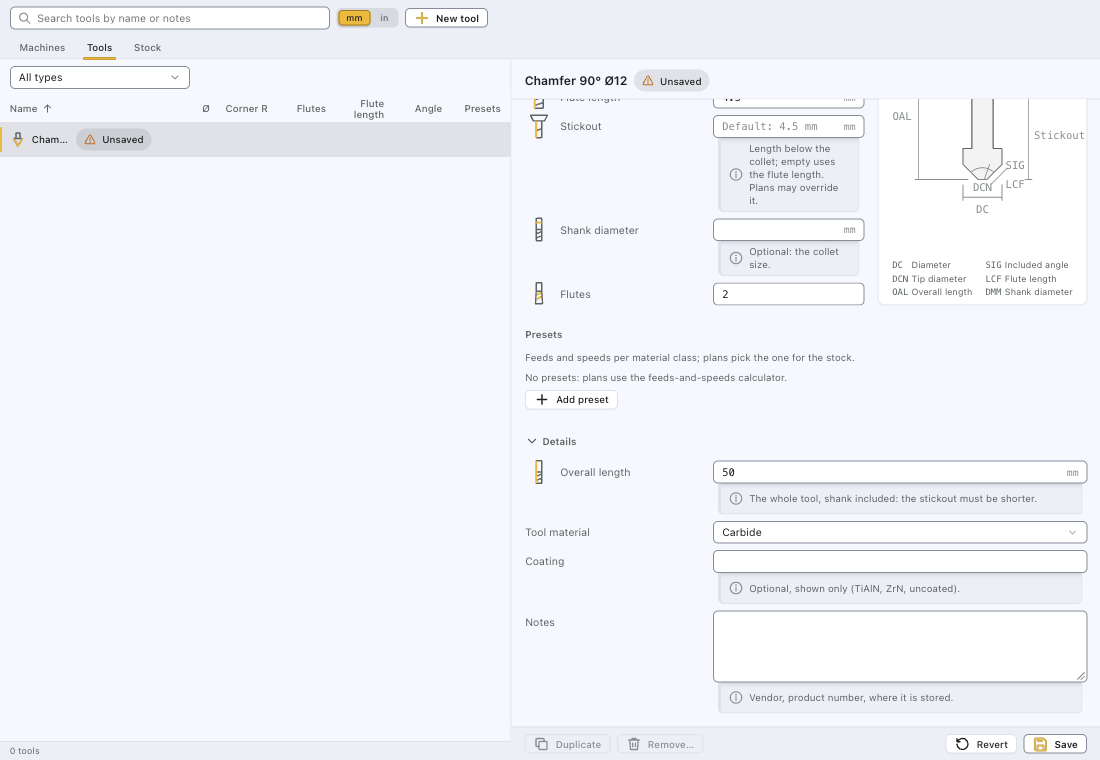 Search tools by name or notes
mm
in
New tool
Machines
Tools
Stock
All types
Name
Ø
Corner R
Flutes
Flute length
Angle
Presets
Cham...
Unsaved
0 tools
Chamfer 90° Ø12
Unsaved
mm
Stickout
Default: 4.5 mm
mm
Length below the
collet; empty uses
the flute length.
Plans may override
it.
Shank diameter
mm
Optional: the collet
size.
Flutes
2
OAL
Stickout
SIG
DCN
LCF
DC
DC Diameter
SIG Included angle
DCN Tip diameter
LCF Flute length
OAL Overall length
DMM Shank diameter
Presets
Feeds and speeds per material class; plans pick the one for the stock.
No presets: plans use the feeds-and-speeds calculator.
Add preset
Details
Overall length
50
mm
The whole tool, shank included: the stickout must be shorter.
Tool material
Carbide
Coating
Optional, shown only (TiAlN, ZrN, uncoated).
Notes
Vendor, product number, where it is stored.
Duplicate
Remove...
Revert
Save